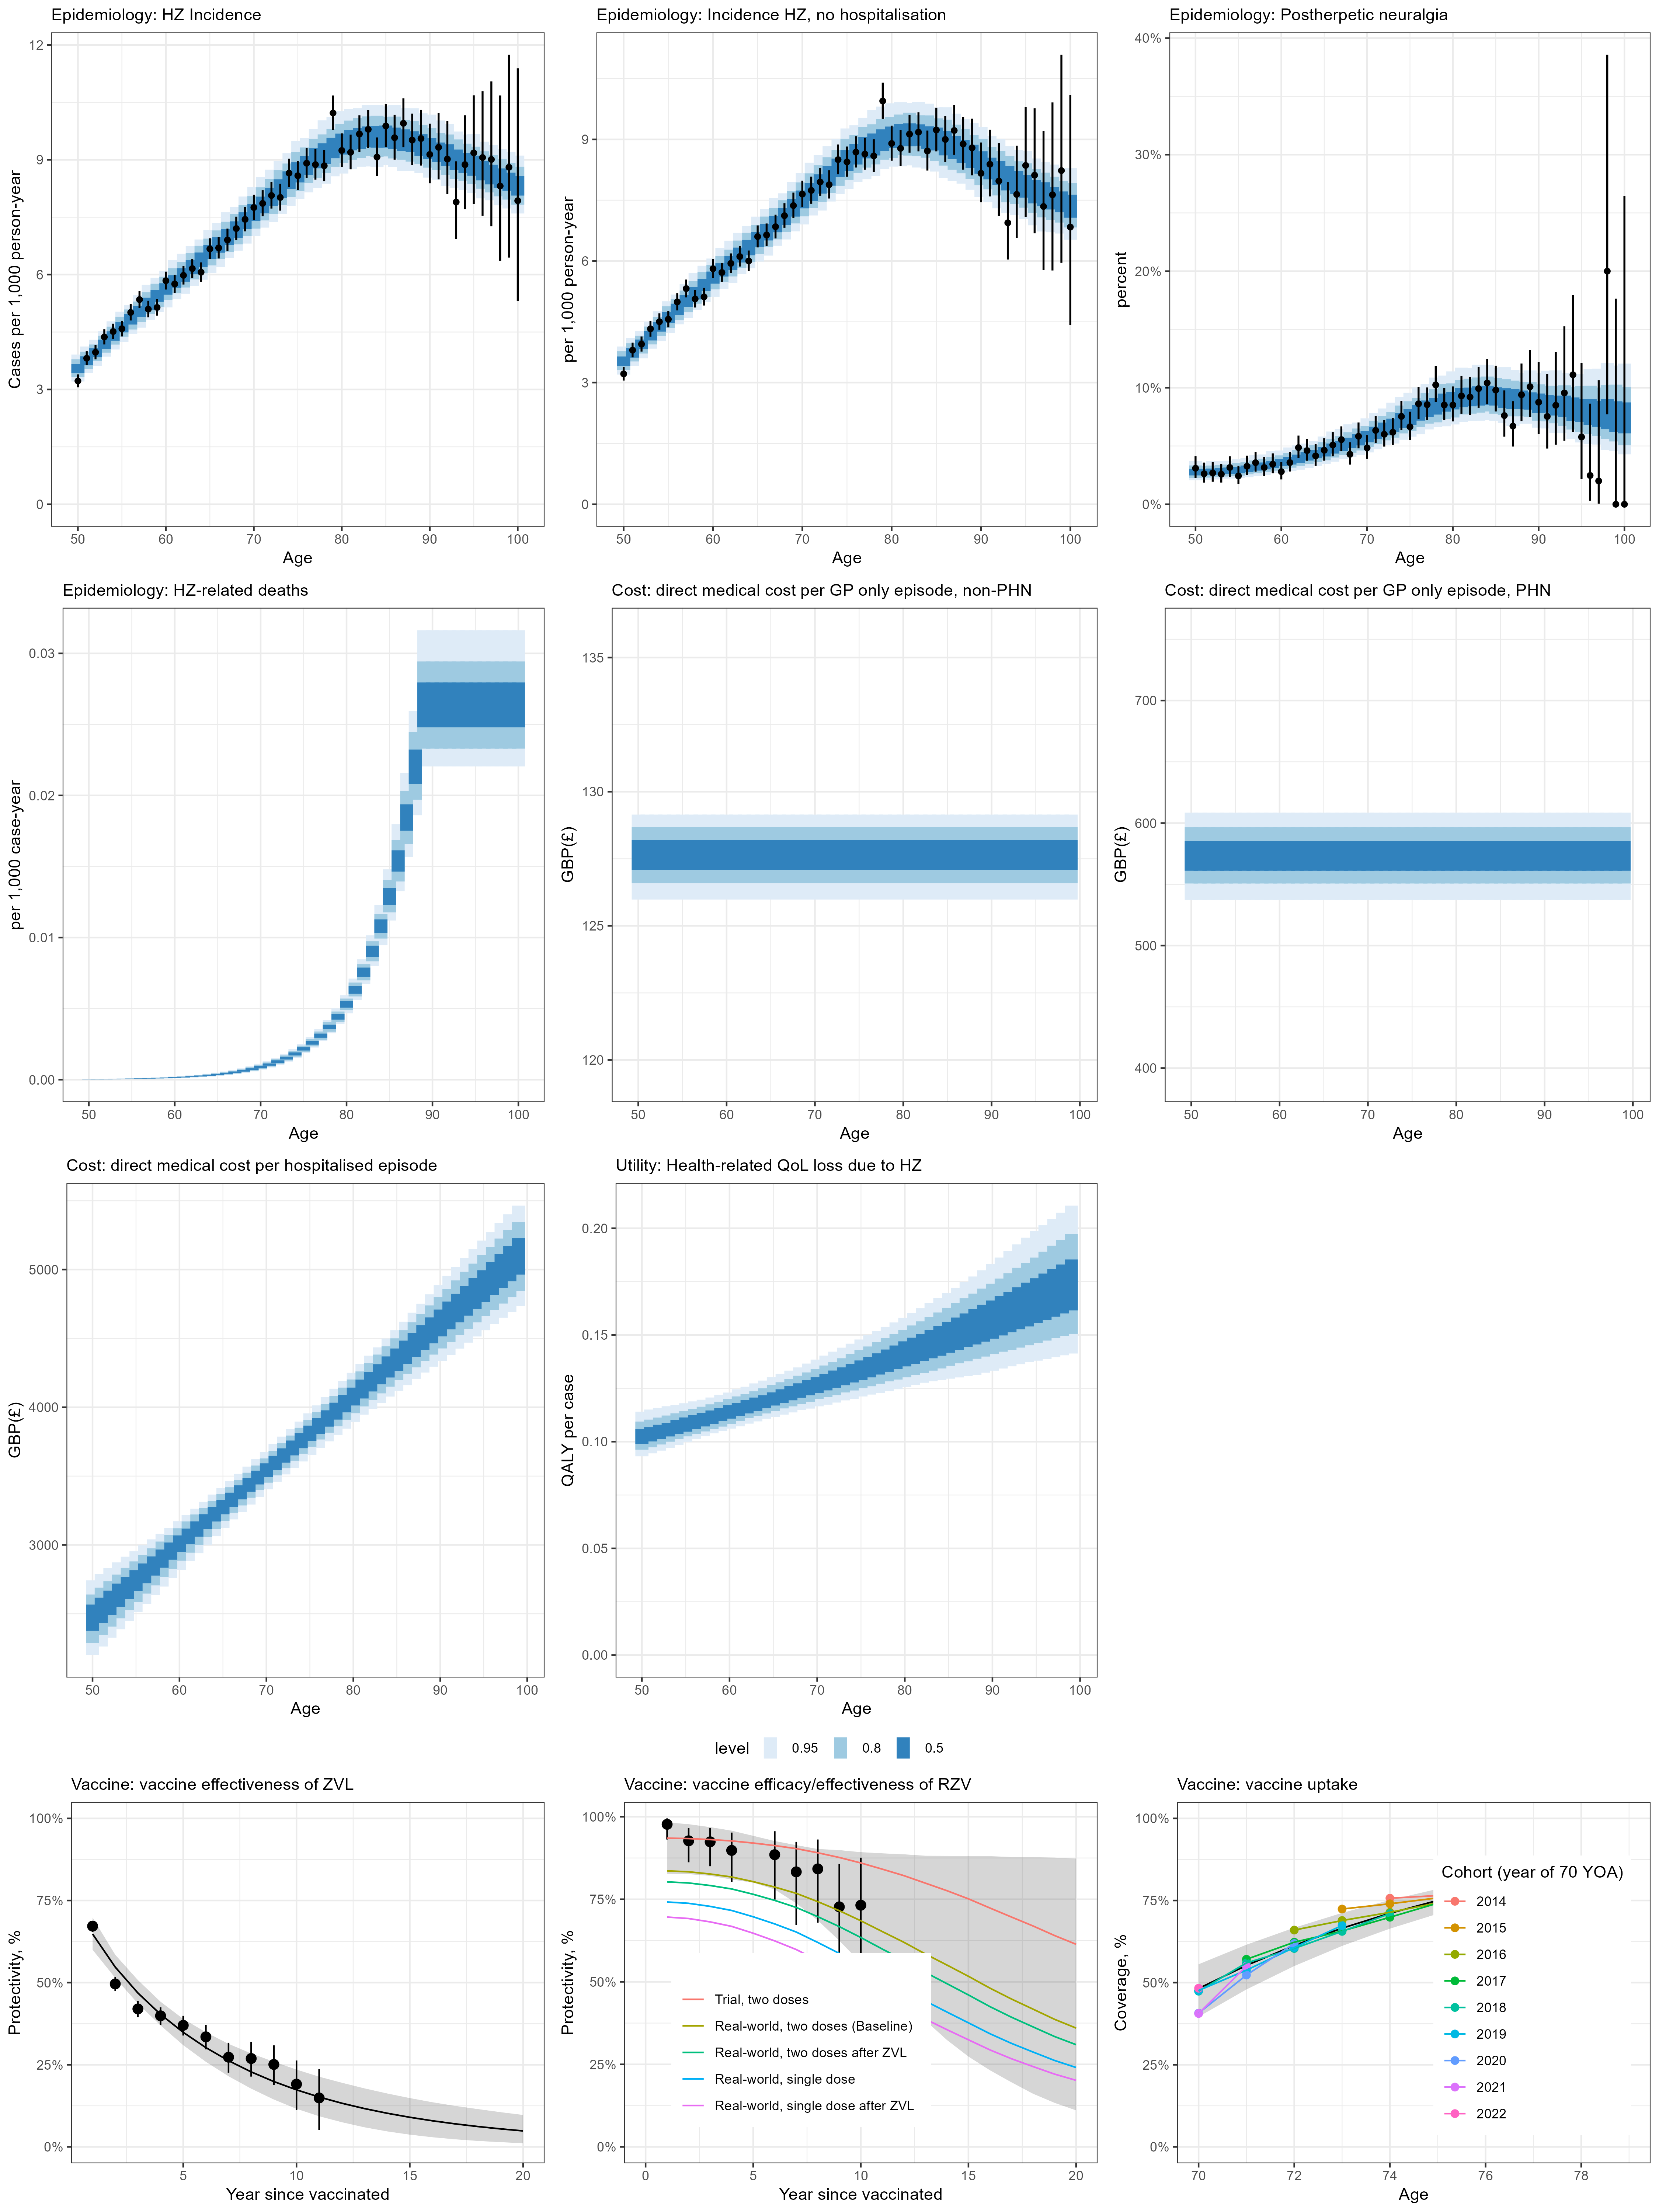 Epidemiology: HZ Incidence
Cases per 1,000 person-year
12
9
6
3
0
50 60 70 80 90 100
Age
Epidemiology: Incidence HZ, no hospitalisation
per 1,000 person-year
9
6
3
0
50 60 70 80 90 100
Age
Epidemiology: Postherpetic neuralgia
percent
40%
30%
20%
10%
0%
50 60 70 80 90 100
Age
Epidemiology: HZ-related deaths
per 1,000 case-year
0.03
0.02
0.01
0.00
50 60 70 80 90 100
Age
Cost: direct medical cost per GP only episode, non-PHN
GBP(£)
135
130
125
120
50 60 70 80 90 100
Age
Cost: direct medical cost per GP only episode, PHN
GBP(£)
700
600
500
400
50 60 70 80 90 100
Age
Cost: direct medical cost per hospitalised episode
GBP(£)
5000
4000
3000
50 60 70 80 90 100
Age
Utility: Health-related QoL loss due to HZ
QALY per case
0.20
0.15
0.10
0.05
0.00
50 60 70 80 90 100
Age
level 0.95 0.8 0.5
Vaccine: vaccine effectiveness of ZVL
Protectivity, %
100%
75%
50%
25%
0%
5 10 15 20
Year since vaccinated
Vaccine: vaccine efficacy/effectiveness of RZV
Protectivity, %
100%
75%
50%
25%
0%
Trial, two doses
Real-world, two doses (Baseline)
Real-world, two doses after ZVL
Real-world, single dose
Real-world, single dose after ZVL
0 5 10 15 20
Year since vaccinated
Vaccine: vaccine uptake
Coverage, %
100%
75%
50%
25%
0%
Cohort (year of 70 YOA)
2014
2015
2016
2017
2018
2019
2020
2021
2022
70 72 74 76 78
Age